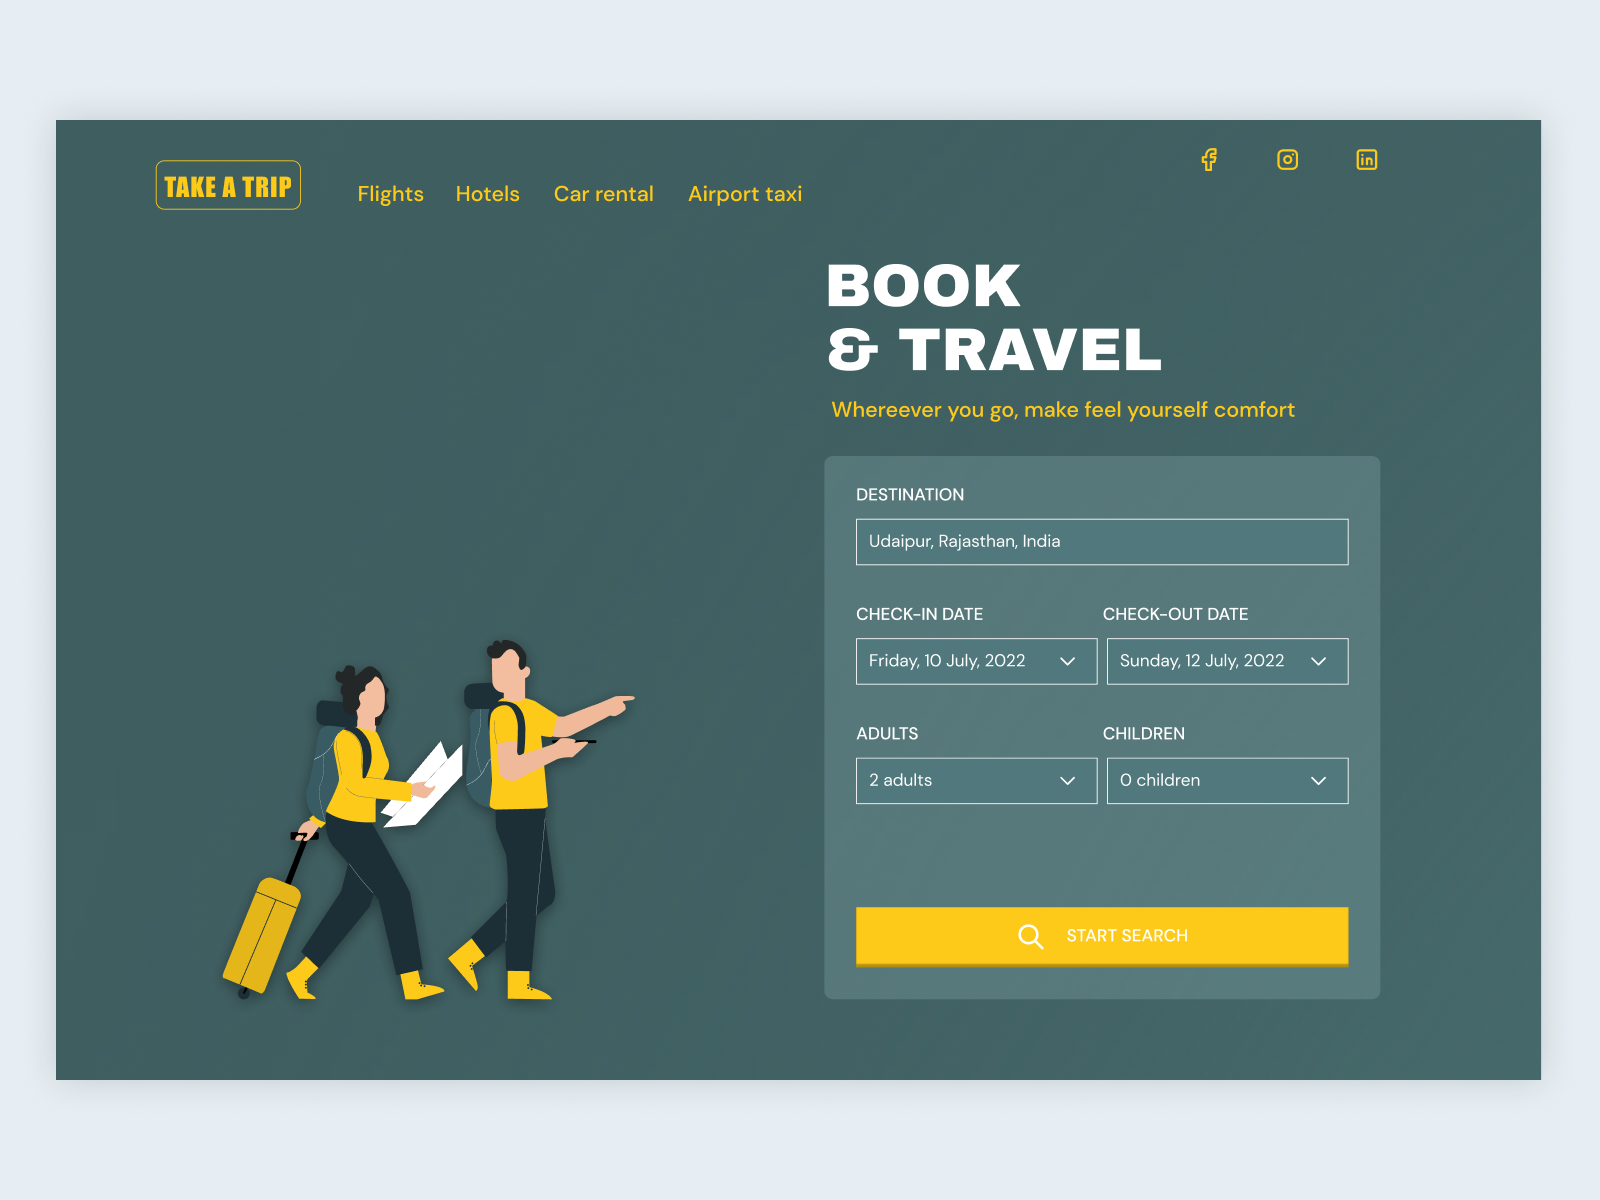 TAKE A TRIP
Flights Hotels Car rental Airport taxi
BOOK
& TRAVEL
Whereever you go, make feel yourself comfort
DESTINATION
Udaipur, Rajasthan, India
CHECK-IN DATE CHECK-OUT DATE
Friday, 10 July, 2022 Sunday, 12 July, 2022
ADULTS CHILDREN
2 adults 0 children
START SEARCH